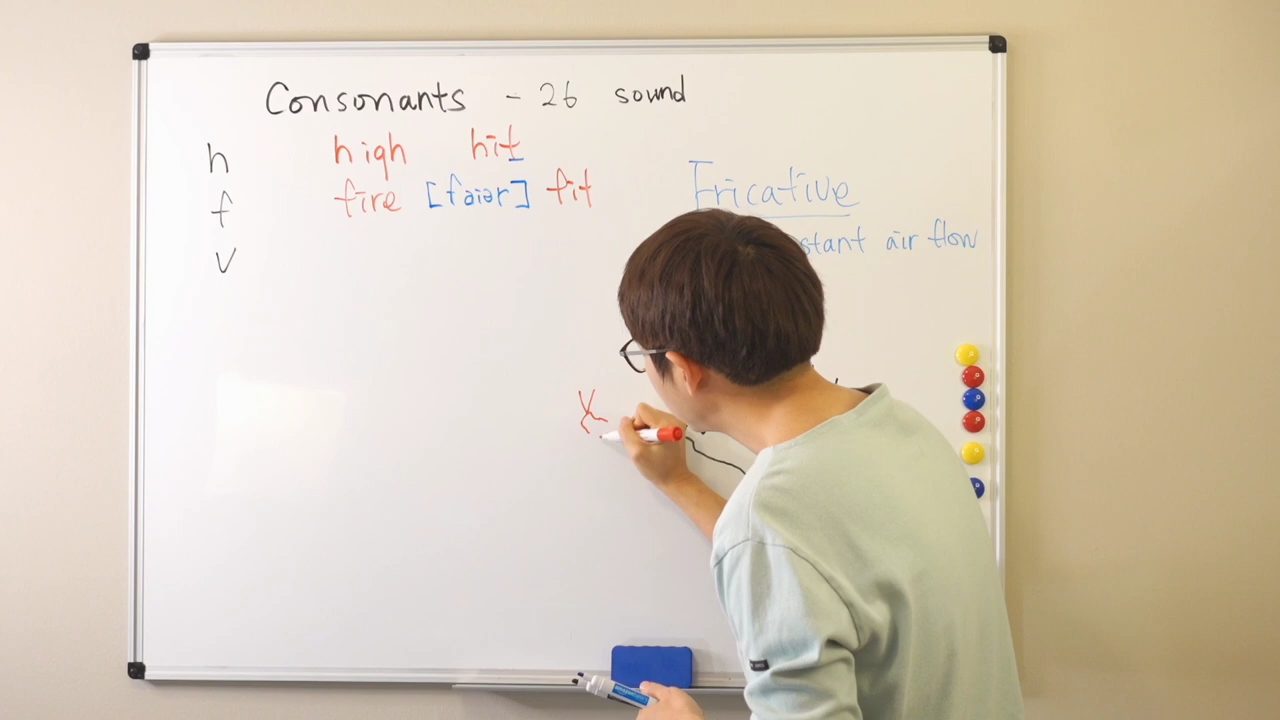 Consonants - 26 sound
h high hit
f fire [faiər] fit
v
Fricative
stant air flow